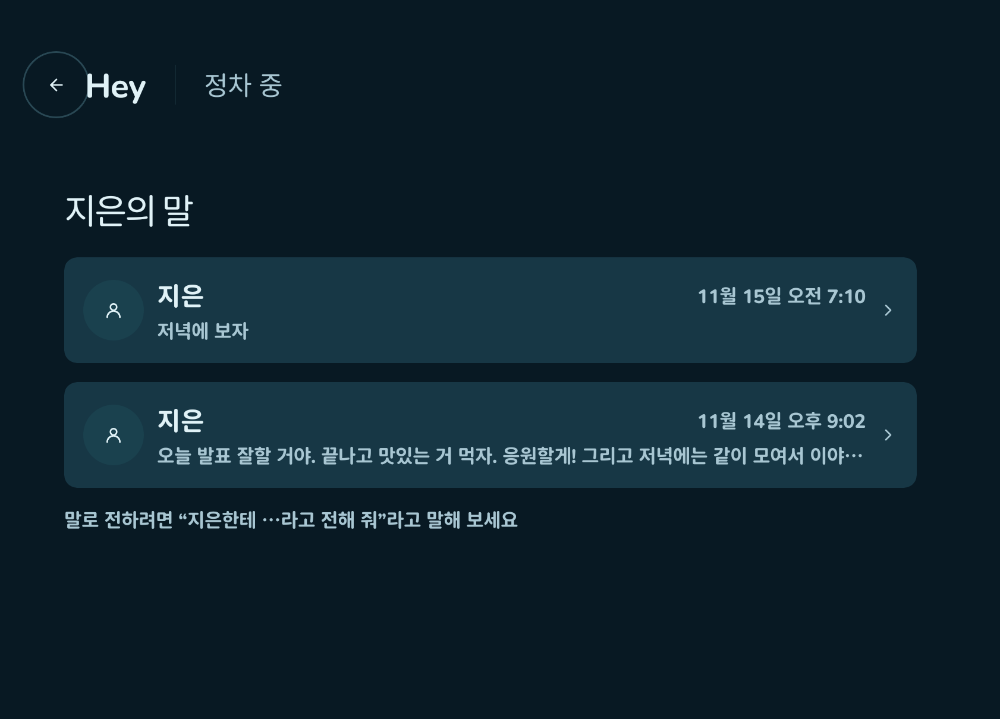 Hey
정차 중
지은의 말
지은
11월 15일 오전 7:10
저녁에 보자
지은
11월 14일 오후 9:02
오늘 발표 잘할 거야. 끝나고 맛있는 거 먹자. 응원할게! 그리고 저녁에는 같이 모여서 이야…
말로 전하려면 “지은한테 …라고 전해 줘”라고 말해 보세요